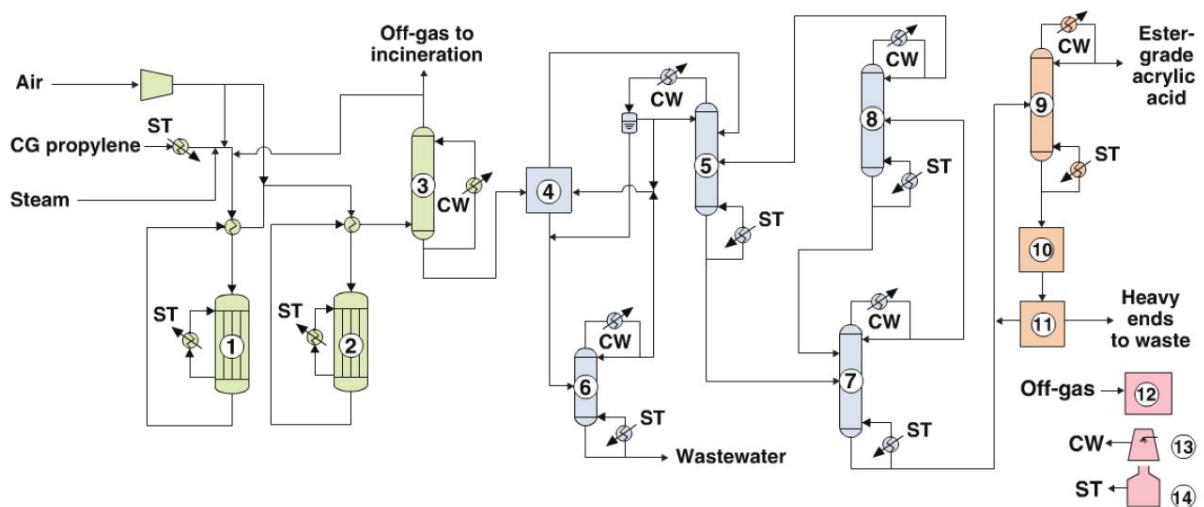 Off-gas to
incineration
Air
ST
CG propylene
Steam
CW
ST
1
ST
2
3
CW
4
CW
5
ST
CW
6
ST
Wastewater
CW
8
ST
CW
7
ST
CW
9
ST
Ester-
grade
acrylic
acid
10
11
Heavy
ends
to waste
Off-gas
12
CW
13
ST
14